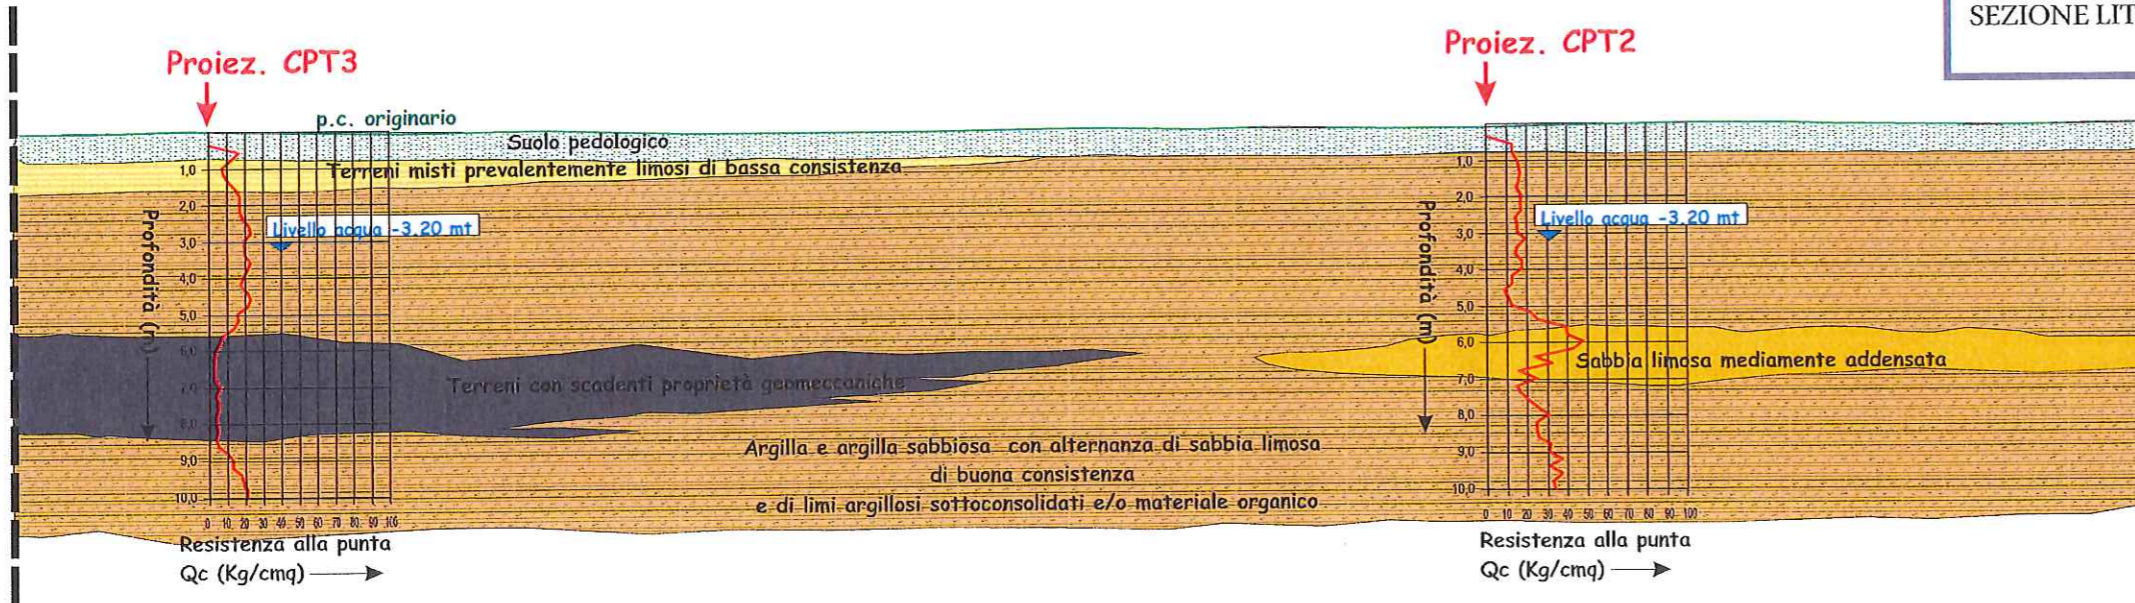 SEZIONE LIT
Proiez. CPT3
Proiez. CPT2
p.c. originario
Suolo pedologico
Terreni misti prevalentemente limosi di bassa consistenza
Livello acqua -3.20 mt
Livello acqua -3.20 mt
Profondità (m)
1,0
2,0
3,0
4,0
5,0
6,0
7,0
8,0
9,0
10,0
0 10 20 30 40 50 60 70 80 90 100
Resistenza alla punta
Qc (Kg/cmq)
Terreni con scadenti proprietà geomeccaniche
Argilla e argilla sabbiosa con alternanza di sabbia limosa
di buona consistenza
e di limi argillosi sottoconsolidati e/o materiale organico
Profondità (m)
1,0
2,0
3,0
4,0
5,0
6,0
7,0
8,0
9,0
10,0
0 10 20 30 40 50 60 70 80 90 100
Sabbia limosa mediamente addensata
Resistenza alla punta
Qc (Kg/cmq)